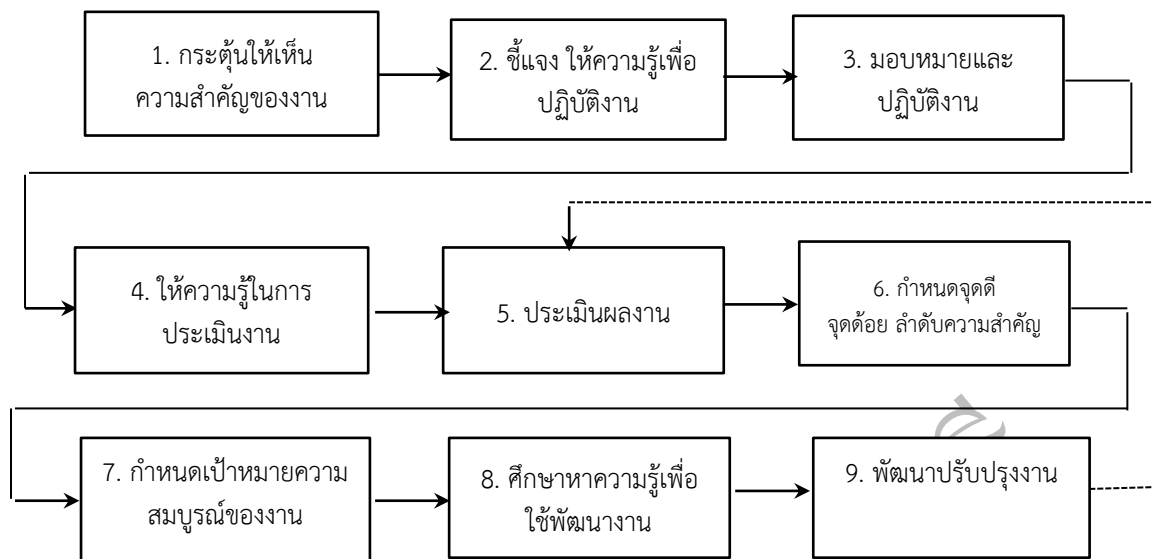 1. กระตุ้นให้เห็น
ความสำคัญของงาน
2. ชี้แจง ให้ความรู้เพื่อ
ปฏิบัติงาน
3. มอบหมายและ
ปฏิบัติงาน
4. ให้ความรู้ในการ
ประเมินงาน
5. ประเมินผลงาน
6. กำหนดจุดดี
จุดด้อย ลำดับความสำคัญ
7. กำหนดเป้าหมายความ
สมบูรณ์ของงาน
8. ศึกษาหาความรู้เพื่อ
ใช้พัฒนางาน
9. พัฒนาปรับปรุงงาน